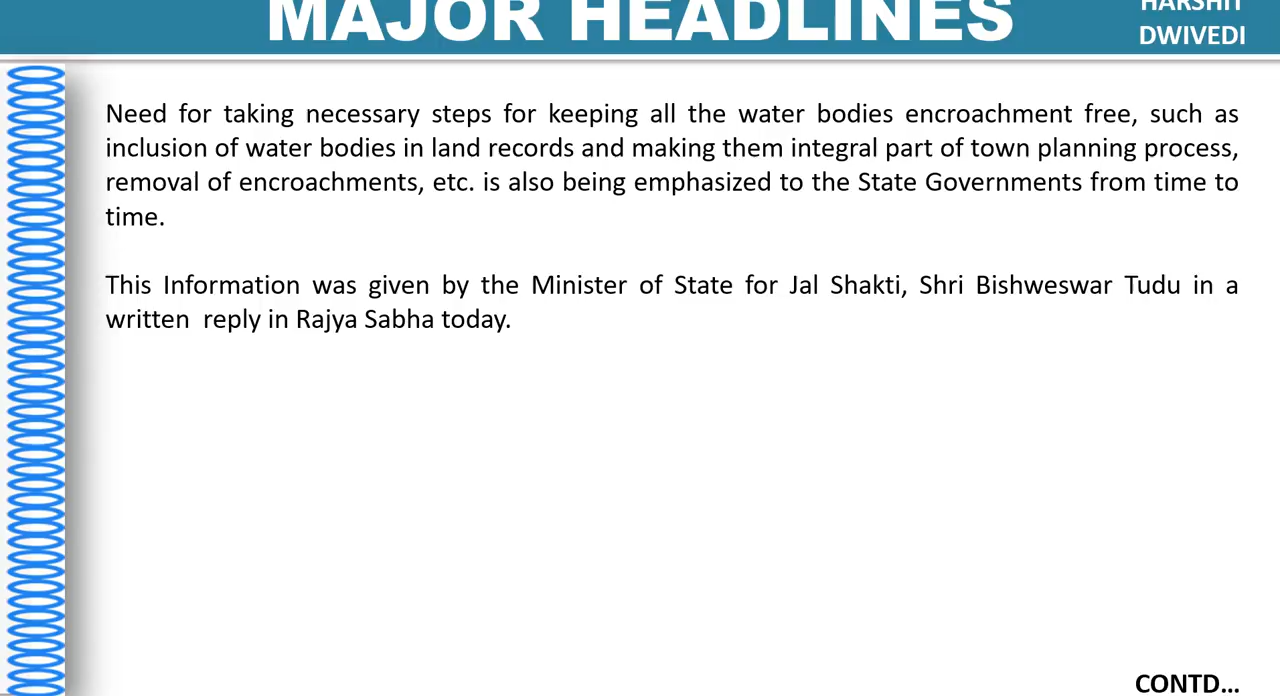 MAJOR HEADLINES
HARSHIT
DWIVEDI
Need for taking necessary steps for keeping all the water bodies encroachment free, such as
inclusion of water bodies in land records and making them integral part of town planning process,
removal of encroachments, etc. is also being emphasized to the State Governments from time to
time.
This Information was given by the Minister of State for Jal Shakti, Shri Bishweswar Tudu in a
written reply in Rajya Sabha today.
CONTD...